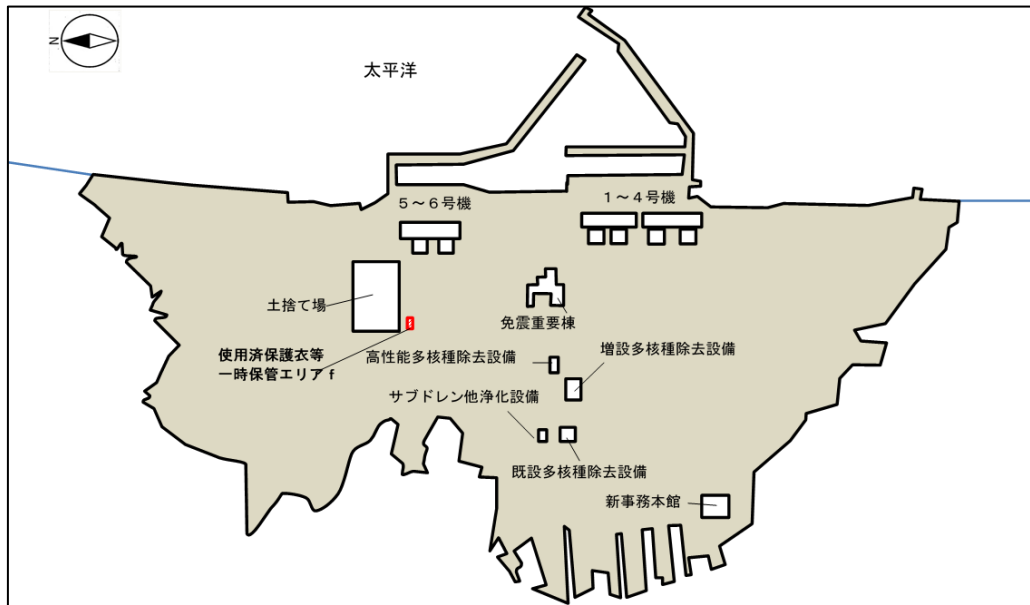 N
太平洋
５～６号機
１～４号機
土捨て場
免震重要棟
使用済保護衣等
一時保管エリアｆ
高性能多核種除去設備
増設多核種除去設備
サブドレン他浄化設備
既設多核種除去設備
新事務本館